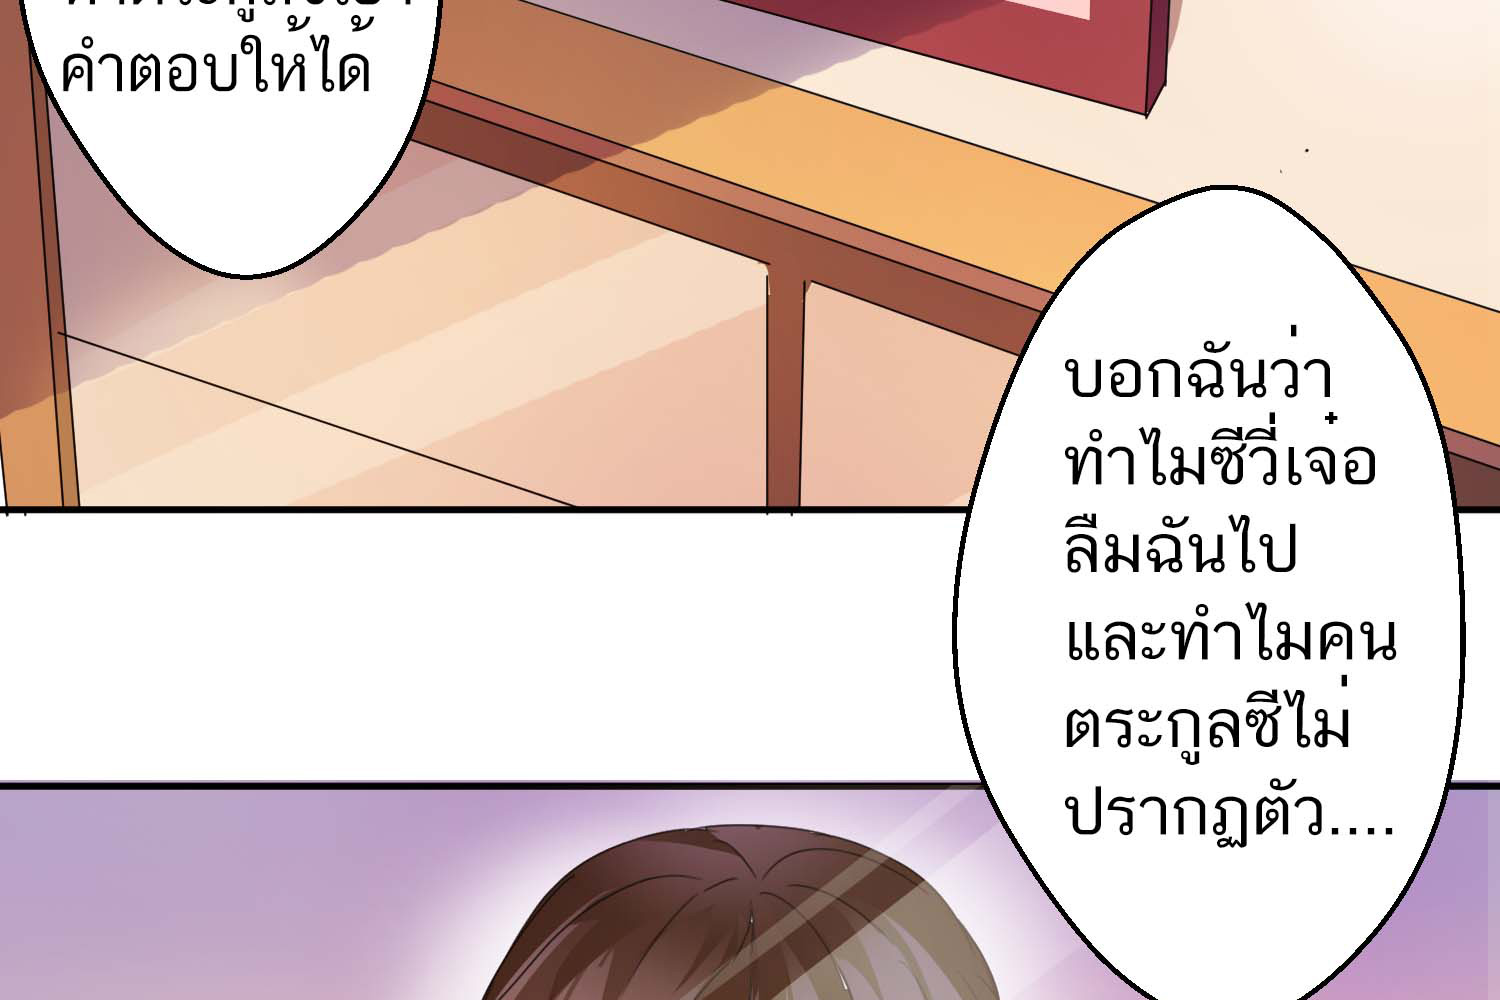 คำตอบให้ได้
บอกฉันว่า
ทำไมซีวี่เจ๋อ
ลืมฉันไป
และทำไมคน
ตระกูลซีไม่
ปรากฏตัว....